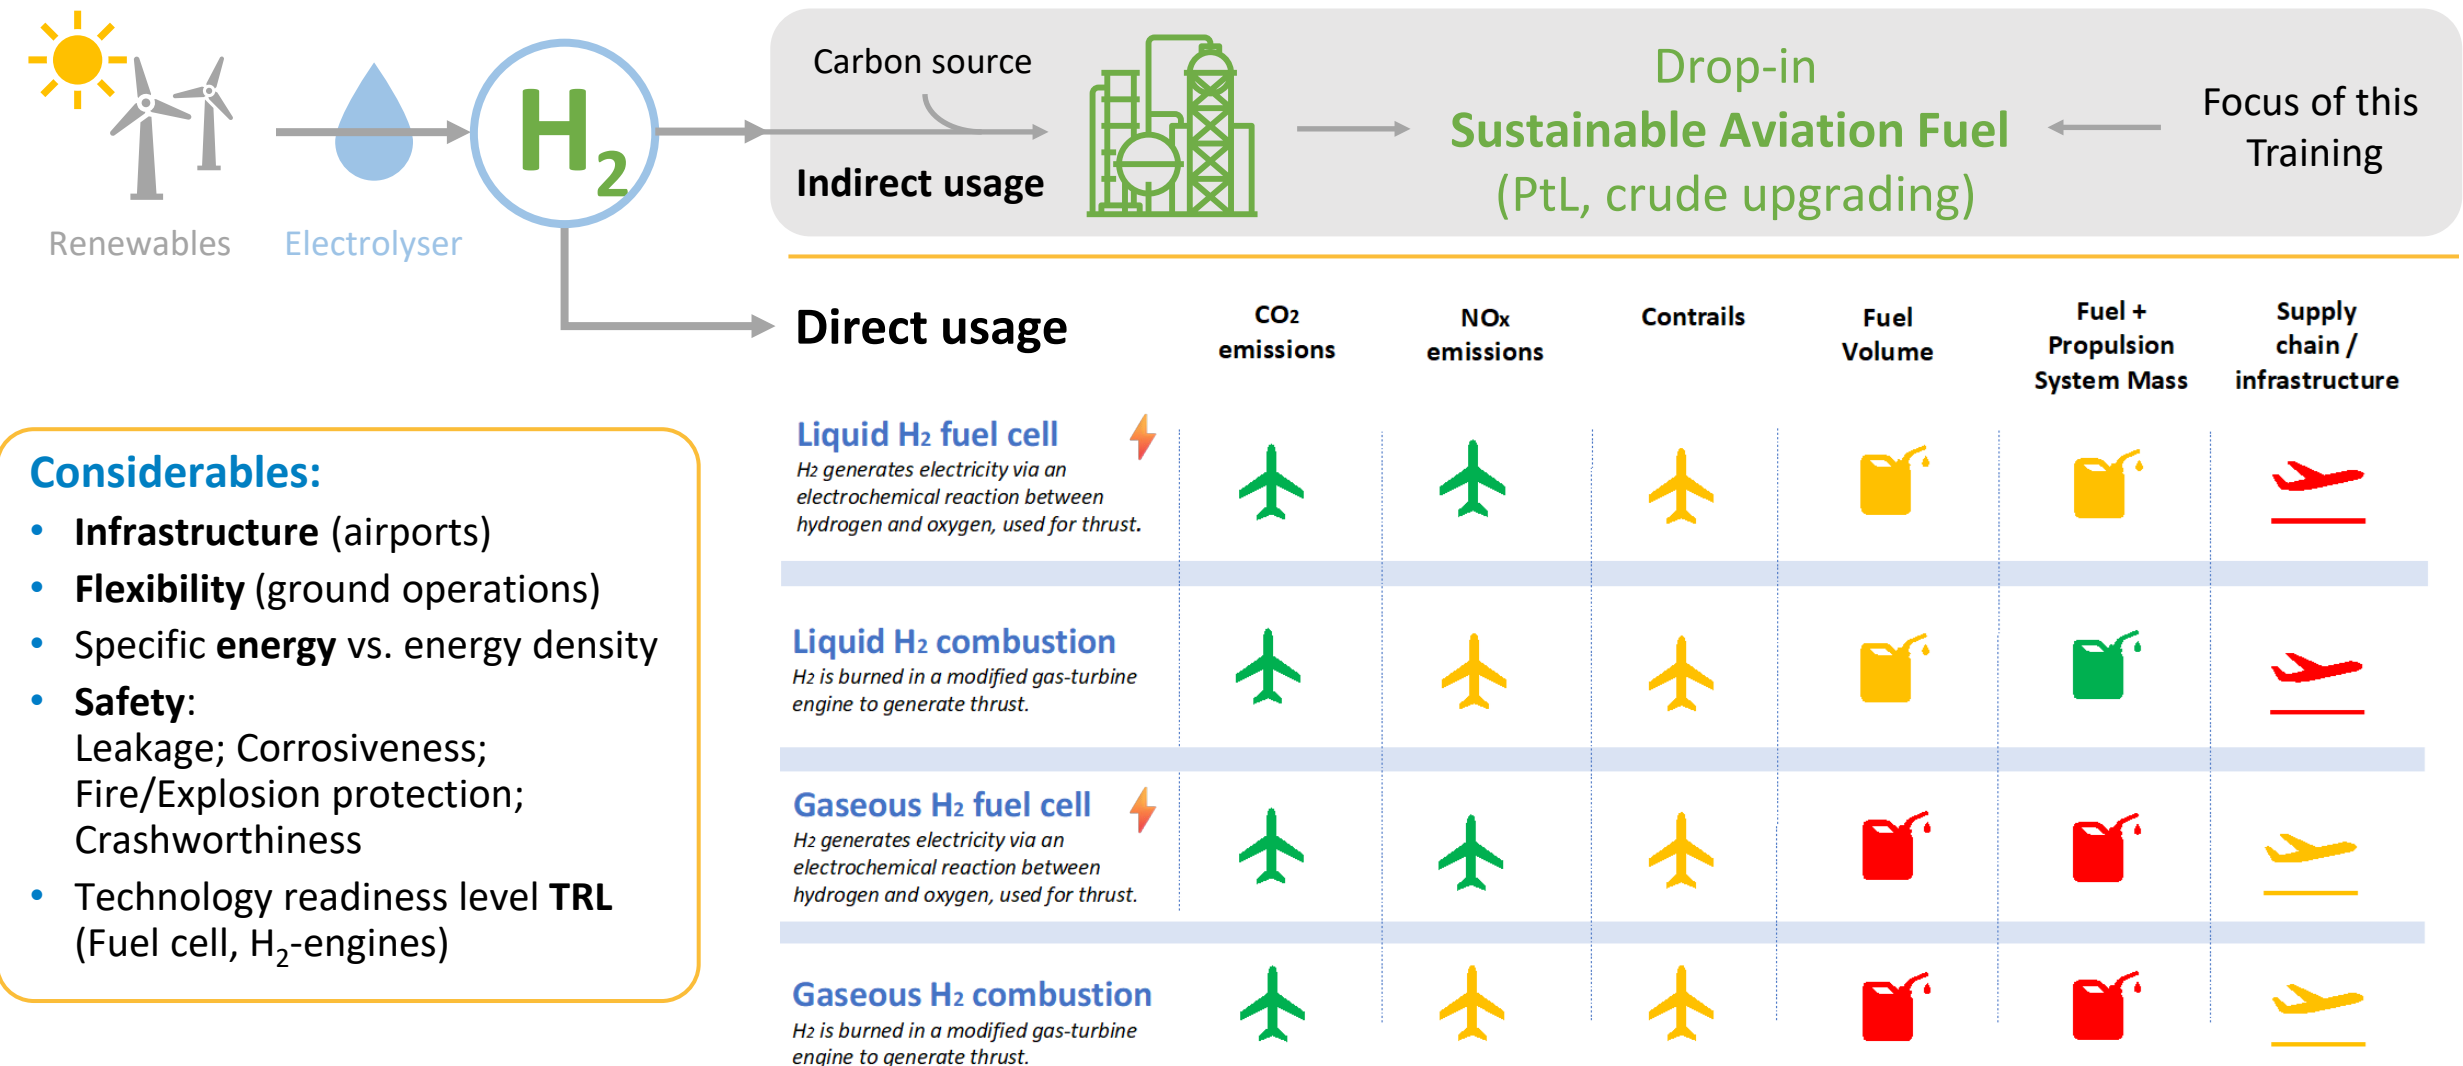 Renewables
Electrolyser
H2
Carbon source
Indirect usage
Drop-in
Sustainable Aviation Fuel
(PtL, crude upgrading)
Focus of this
Training
Direct usage
CO2
emissions
NOx
emissions
Contrails
Fuel
Volume
Fuel +
Propulsion
System Mass
Supply
chain /
infrastructure
Considerables:
• Infrastructure (airports)
• Flexibility (ground operations)
• Specific energy vs. energy density
• Safety:
Leakage; Corrosiveness;
Fire/Explosion protection;
Crashworthiness
• Technology readiness level TRL
(Fuel cell, H2-engines)
Liquid H2 fuel cell
H2 generates electricity via an
electrochemical reaction between
hydrogen and oxygen, used for thrust.
Liquid H2 combustion
H2 is burned in a modified gas-turbine
engine to generate thrust.
Gaseous H2 fuel cell
H2 generates electricity via an
electrochemical reaction between
hydrogen and oxygen, used for thrust.
Gaseous H2 combustion
H2 is burned in a modified gas-turbine
engine to generate thrust.